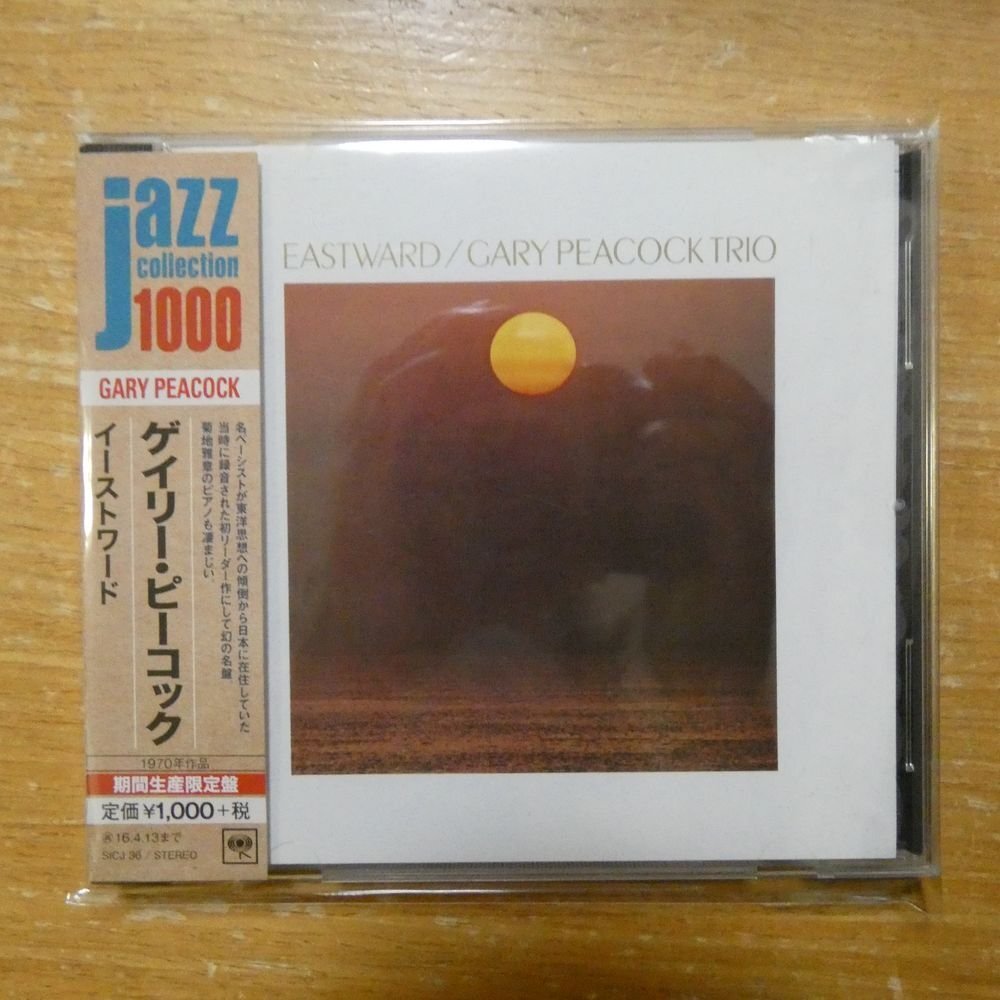 jazz
collection
1000
GARY PEACOCK
名ベーシストが東洋思想への傾倒から日本に在住していた
当時に録音された初リーダー作にして幻の名盤
菊地雅章のピアノも凄まじい。
ゲイリー・ピーコック
イーストワード
1970年作品
期間生産限定盤
定価¥1,000+税
16.4.13まで
SICJ 36 / STEREO
EASTWARD/GARY PEACOCK TRIO